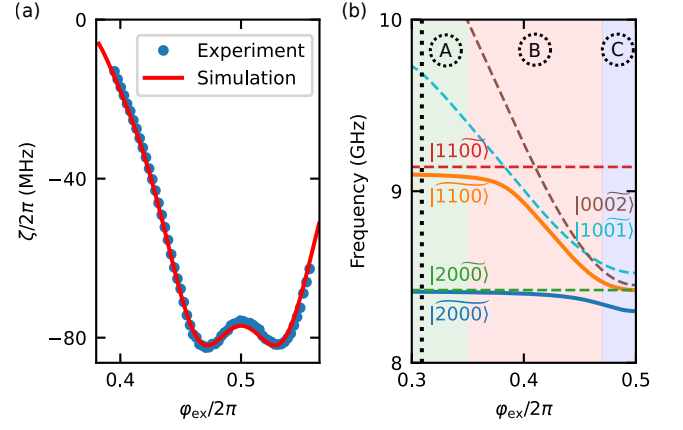 (a)
0
−40
−80
ζ/2π (MHz)
Experiment
Simulation
0.4
0.5
φex/2π
(b)
10
9
8
Frequency (GHz)
A
B
C
|1100⟩
|1100⟩
|0002⟩
|1001⟩
|2000⟩
|2000⟩
0.3
0.4
0.5
φex/2π